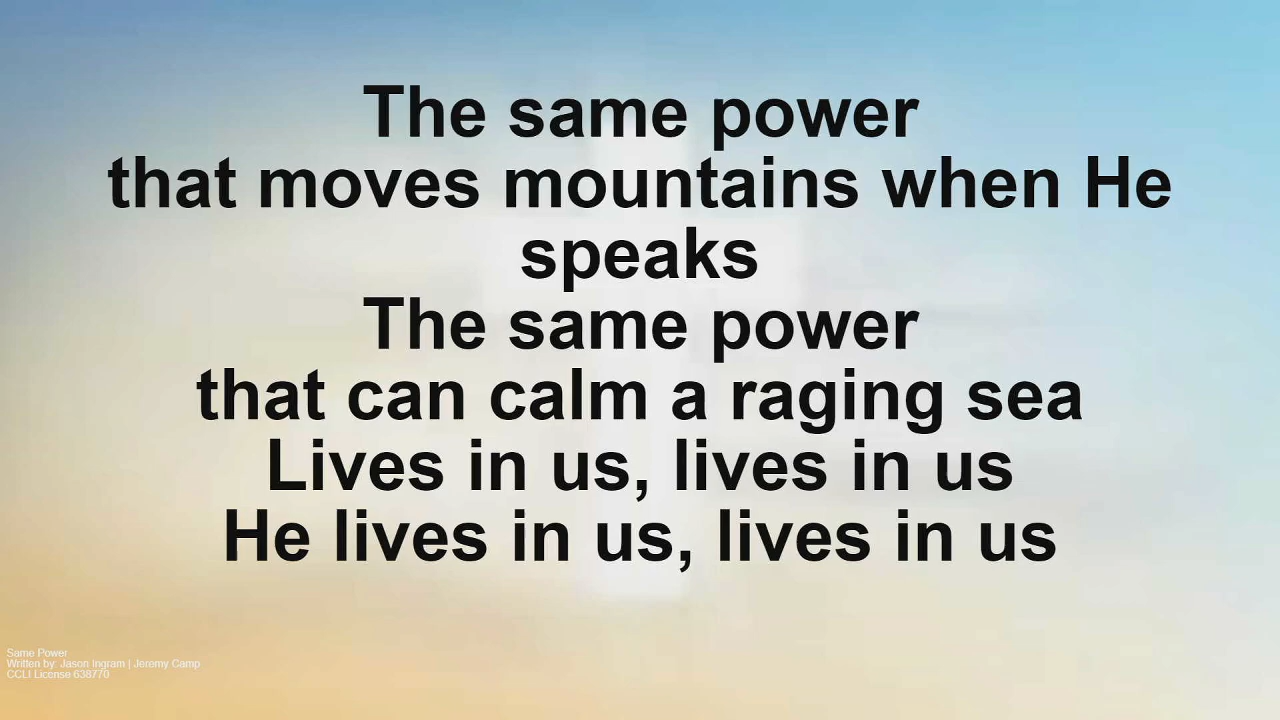 The same power
that moves mountains when He
speaks
The same power
that can calm a raging sea
Lives in us, lives in us
He lives in us, lives in us
Same Power
Written by: Jason Ingram | Jeremy Camp
CCLI License 638770